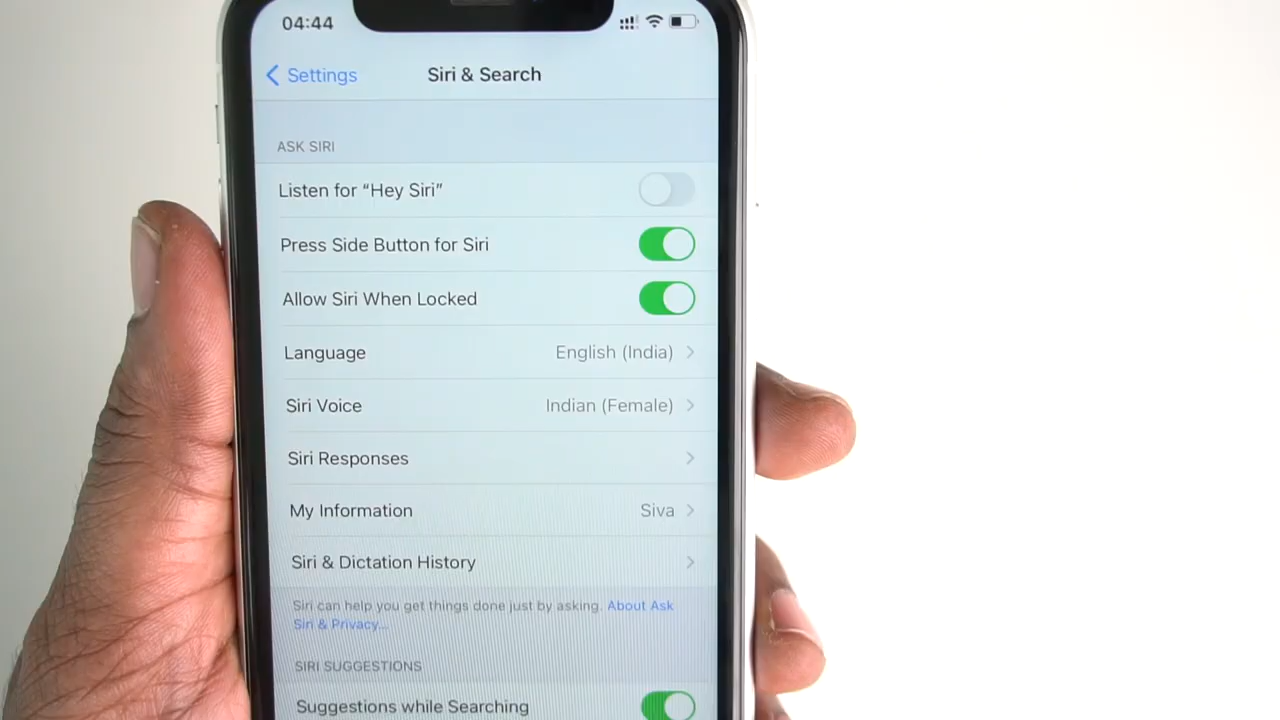 04:44
Settings
Siri & Search
ASK SIRI
Listen for “Hey Siri”
Press Side Button for Siri
Allow Siri When Locked
Language English (India)
Siri Voice Indian (Female)
Siri Responses
My Information Siva
Siri & Dictation History
Siri can help you get things done just by asking. About Ask
Siri & Privacy...
SIRI SUGGESTIONS
Suggestions while Searching